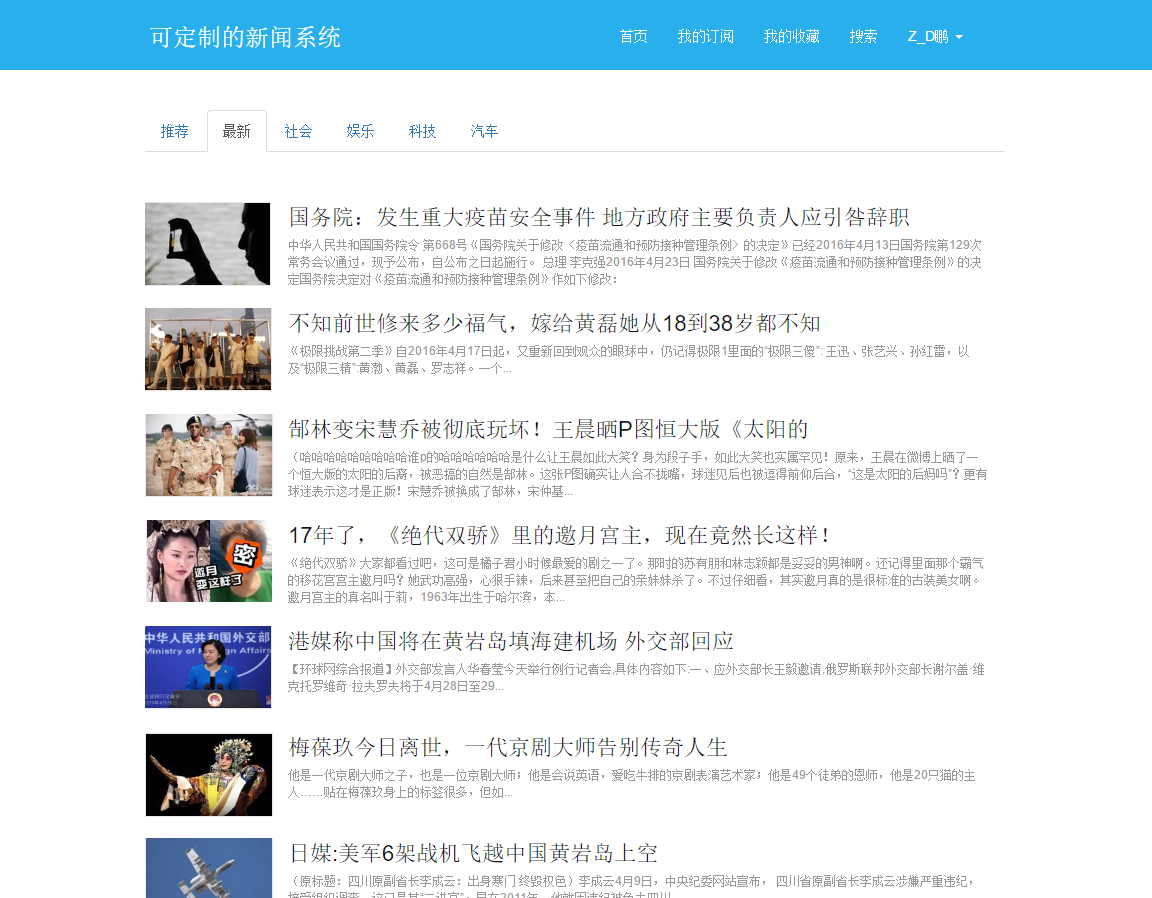 可定制的新闻系统
首页 我的订阅 我的收藏 搜索 Z_D鹏
推荐 最新 社会 娱乐 科技 汽车
国务院：发生重大疫苗安全事件 地方政府主要负责人应引咎辞职
中华人民共和国国务院令 第668号《国务院关于修改〈疫苗流通和预防接种管理条例〉的决定》已经2016年4月13日国务院第129次
常务会议通过，现予公布，自公布之日起施行。 总理 李克强2016年4月23日 国务院关于修改《疫苗流通和预防接种管理条例》的决
定国务院决定对《疫苗流通和预防接种管理条例》作如下修改：
不知前世修来多少福气，嫁给黄磊她从18到38岁都不知
《极限挑战第二季》自2016年4月17日起，又重新回到观众的眼球中，仍记得极限1里面的“极限三傻”: 王迅、张艺兴、孙红雷，以
及“极限三精”:黄渤、黄磊、罗志祥。一个...
郜林变宋慧乔被彻底玩坏！王晨晒P图恒大版《太阳的
（哈哈哈哈哈哈哈哈哈谁p的哈哈哈哈哈哈是什么让王晨如此大笑？身为段子手，如此大笑也实属罕见！原来，王晨在微博上晒了一
个恒大版的太阳的后裔，被恶搞的自然是郜林。这张P图确实让人合不拢嘴，球迷见后也被逗得前仰后合，“这是太阳的后妈吗”？更有
球迷表示这才是正版！宋慧乔被换成了郜林，宋仲基...
密
邀月
变这样了
17年了，《绝代双骄》里的邀月宫主，现在竟然长这样！
《绝代双骄》大家都看过吧，这可是橘子君小时候最爱的剧之一了。那时的苏有朋和林志颖都是妥妥的男神啊。还记得里面那个霸气
的移花宫宫主邀月吗？她武功高强，心狠手辣，后来甚至把自己的亲妹妹杀了。不过仔细看，其实邀月真的是很标准的古装美女啊。
邀月宫主的真名叫于莉，1963年出生于哈尔滨，本...
中华人民共和国外交部
Ministry of Foreign Affairs
港媒称中国将在黄岩岛填海建机场 外交部回应
【环球网综合报道】外交部发言人华春莹今天举行例行记者会,具体内容如下:一、应外交部长王毅邀请,俄罗斯联邦外交部长谢尔盖·维
克托罗维奇·拉夫罗夫将于4月28日至29...
梅葆玖今日离世，一代京剧大师告别传奇人生
他是一代京剧大师之子，也是一位京剧大师；他是会说英语，爱吃牛排的京剧表演艺术家；他是49个徒弟的恩师，他是20只猫的主
人……贴在梅葆玖身上的标签很多，但如...
日媒:美军6架战机飞越中国黄岩岛上空
（原标题：四川原副省长李成云：出身寒门 终毁权色）李成云4月9日，中央纪委网站宣布， 四川省原副省长李成云涉嫌严重违纪，